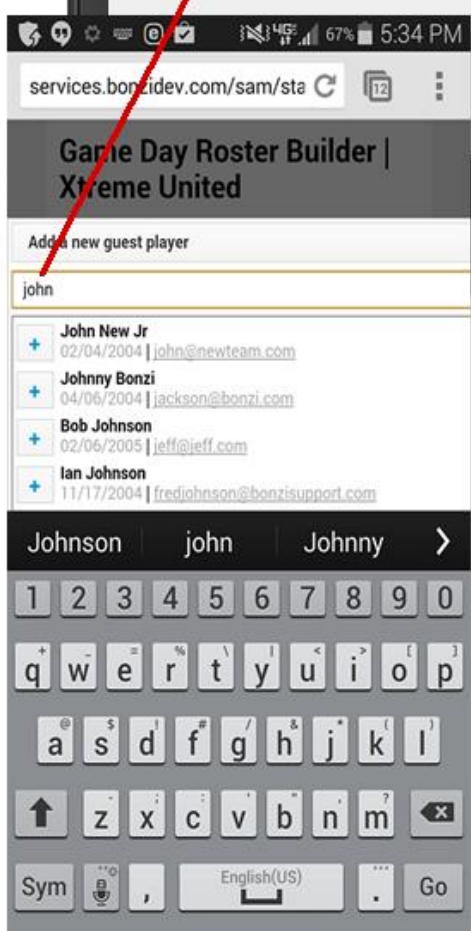 67% 5:34 PM
services.bonzidev.com/sam/sta 12
Game Day Roster Builder |
Xtreme United
Add a new guest player
john
+ John New Jr
02/04/2004 | john@newteam.com
+ Johnny Bonzi
04/06/2004 | jackson@bonzi.com
+ Bob Johnson
02/06/2005 | jeff@jeff.com
+ Ian Johnson
11/17/2004 | fredjohnson@bonzisupport.com
Johnson john Johnny >
1 2 3 4 5 6 7 8 9 0
q w e r t y u i o p
a s d f g h j k l
z x c v b n m
Sym , English(US) . Go